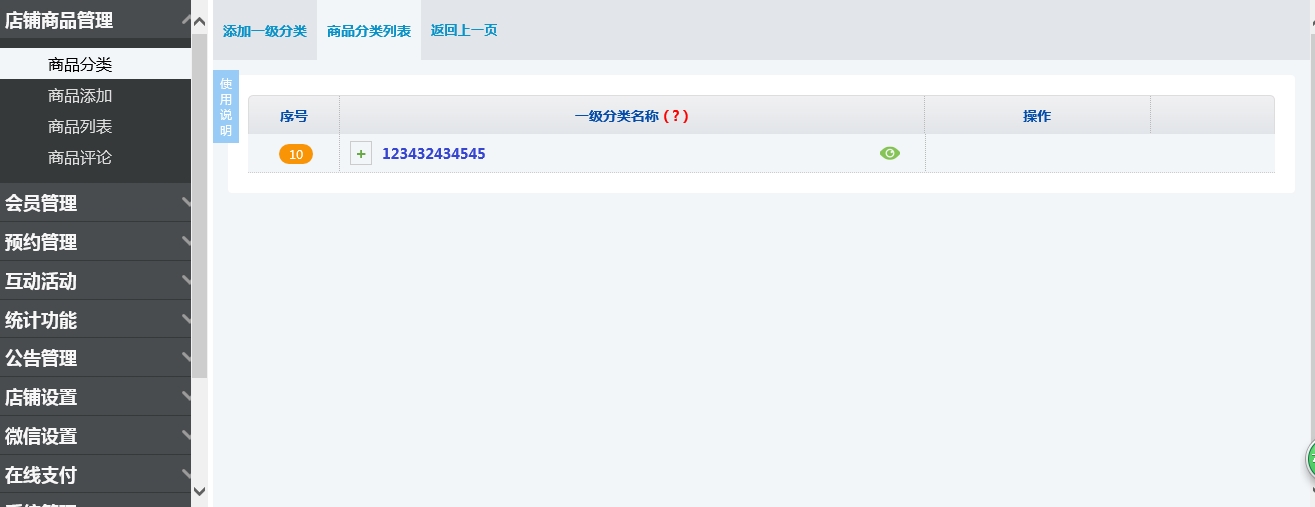 店铺商品管理
商品分类
商品添加
商品列表
商品评论
会员管理
预约管理
互动活动
统计功能
公告管理
店铺设置
微信设置
在线支付
添加一级分类 商品分类列表 返回上一页
使用说明
序号 一级分类名称 ( ? ) 操作
10 + 123432434545